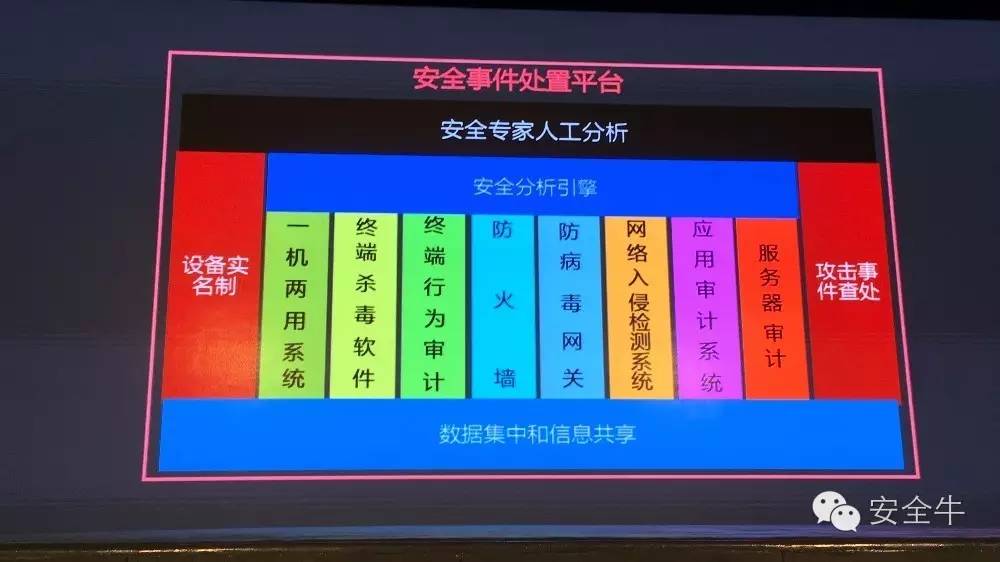 安全事件处置平台
安全专家人工分析
安全分析引擎
设备实
名制
一机两用系统
终端杀毒软件
终端行为审计
防火墙
防病毒网关
网络入侵检测系统
应用审计系统
服务器审计
攻击事
件查处
数据集中和信息共享
安全牛